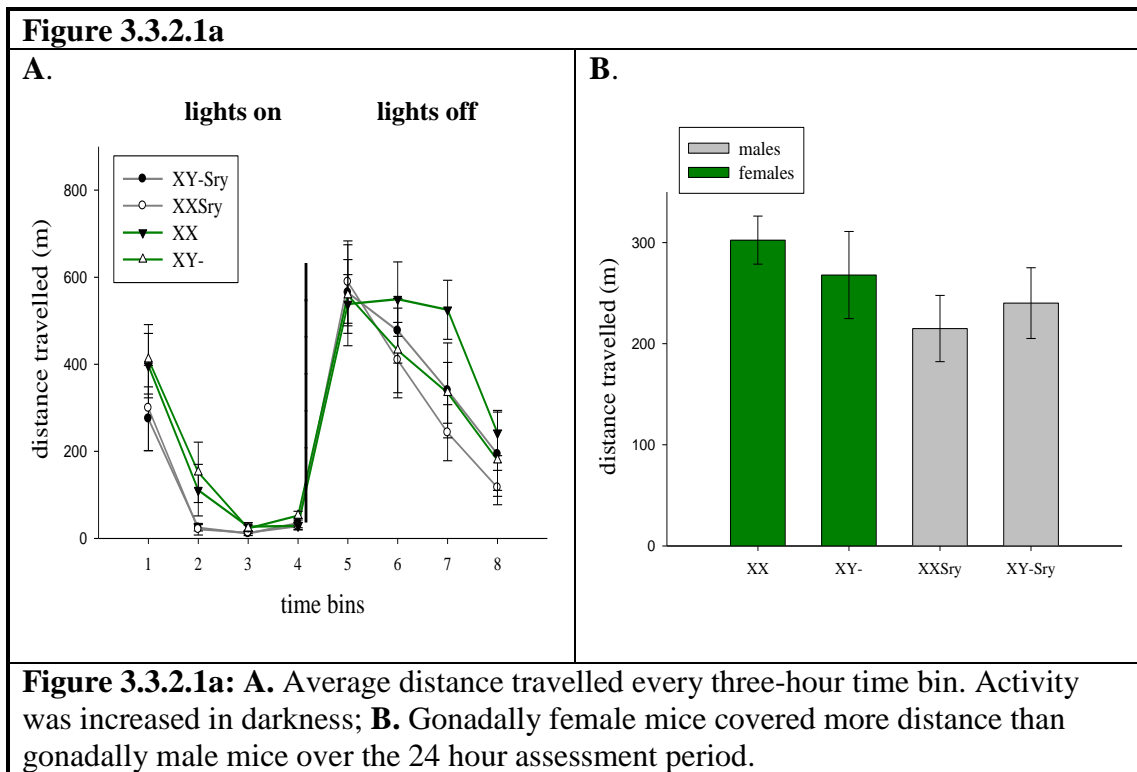 Figure 3.3.2.1a
A.
lights on lights off
XY-Sry
XXSry
XX
XY-
800
600
400
200
0
distance travelled (m)
1 2 3 4 5 6 7 8
time bins
B.
males
females
300
200
100
0
distance travelled (m)
XX XY- XXSry XY-Sry
Figure 3.3.2.1a: A. Average distance travelled every three-hour time bin. Activity
was increased in darkness; B. Gonadally female mice covered more distance than
gonadally male mice over the 24 hour assessment period.